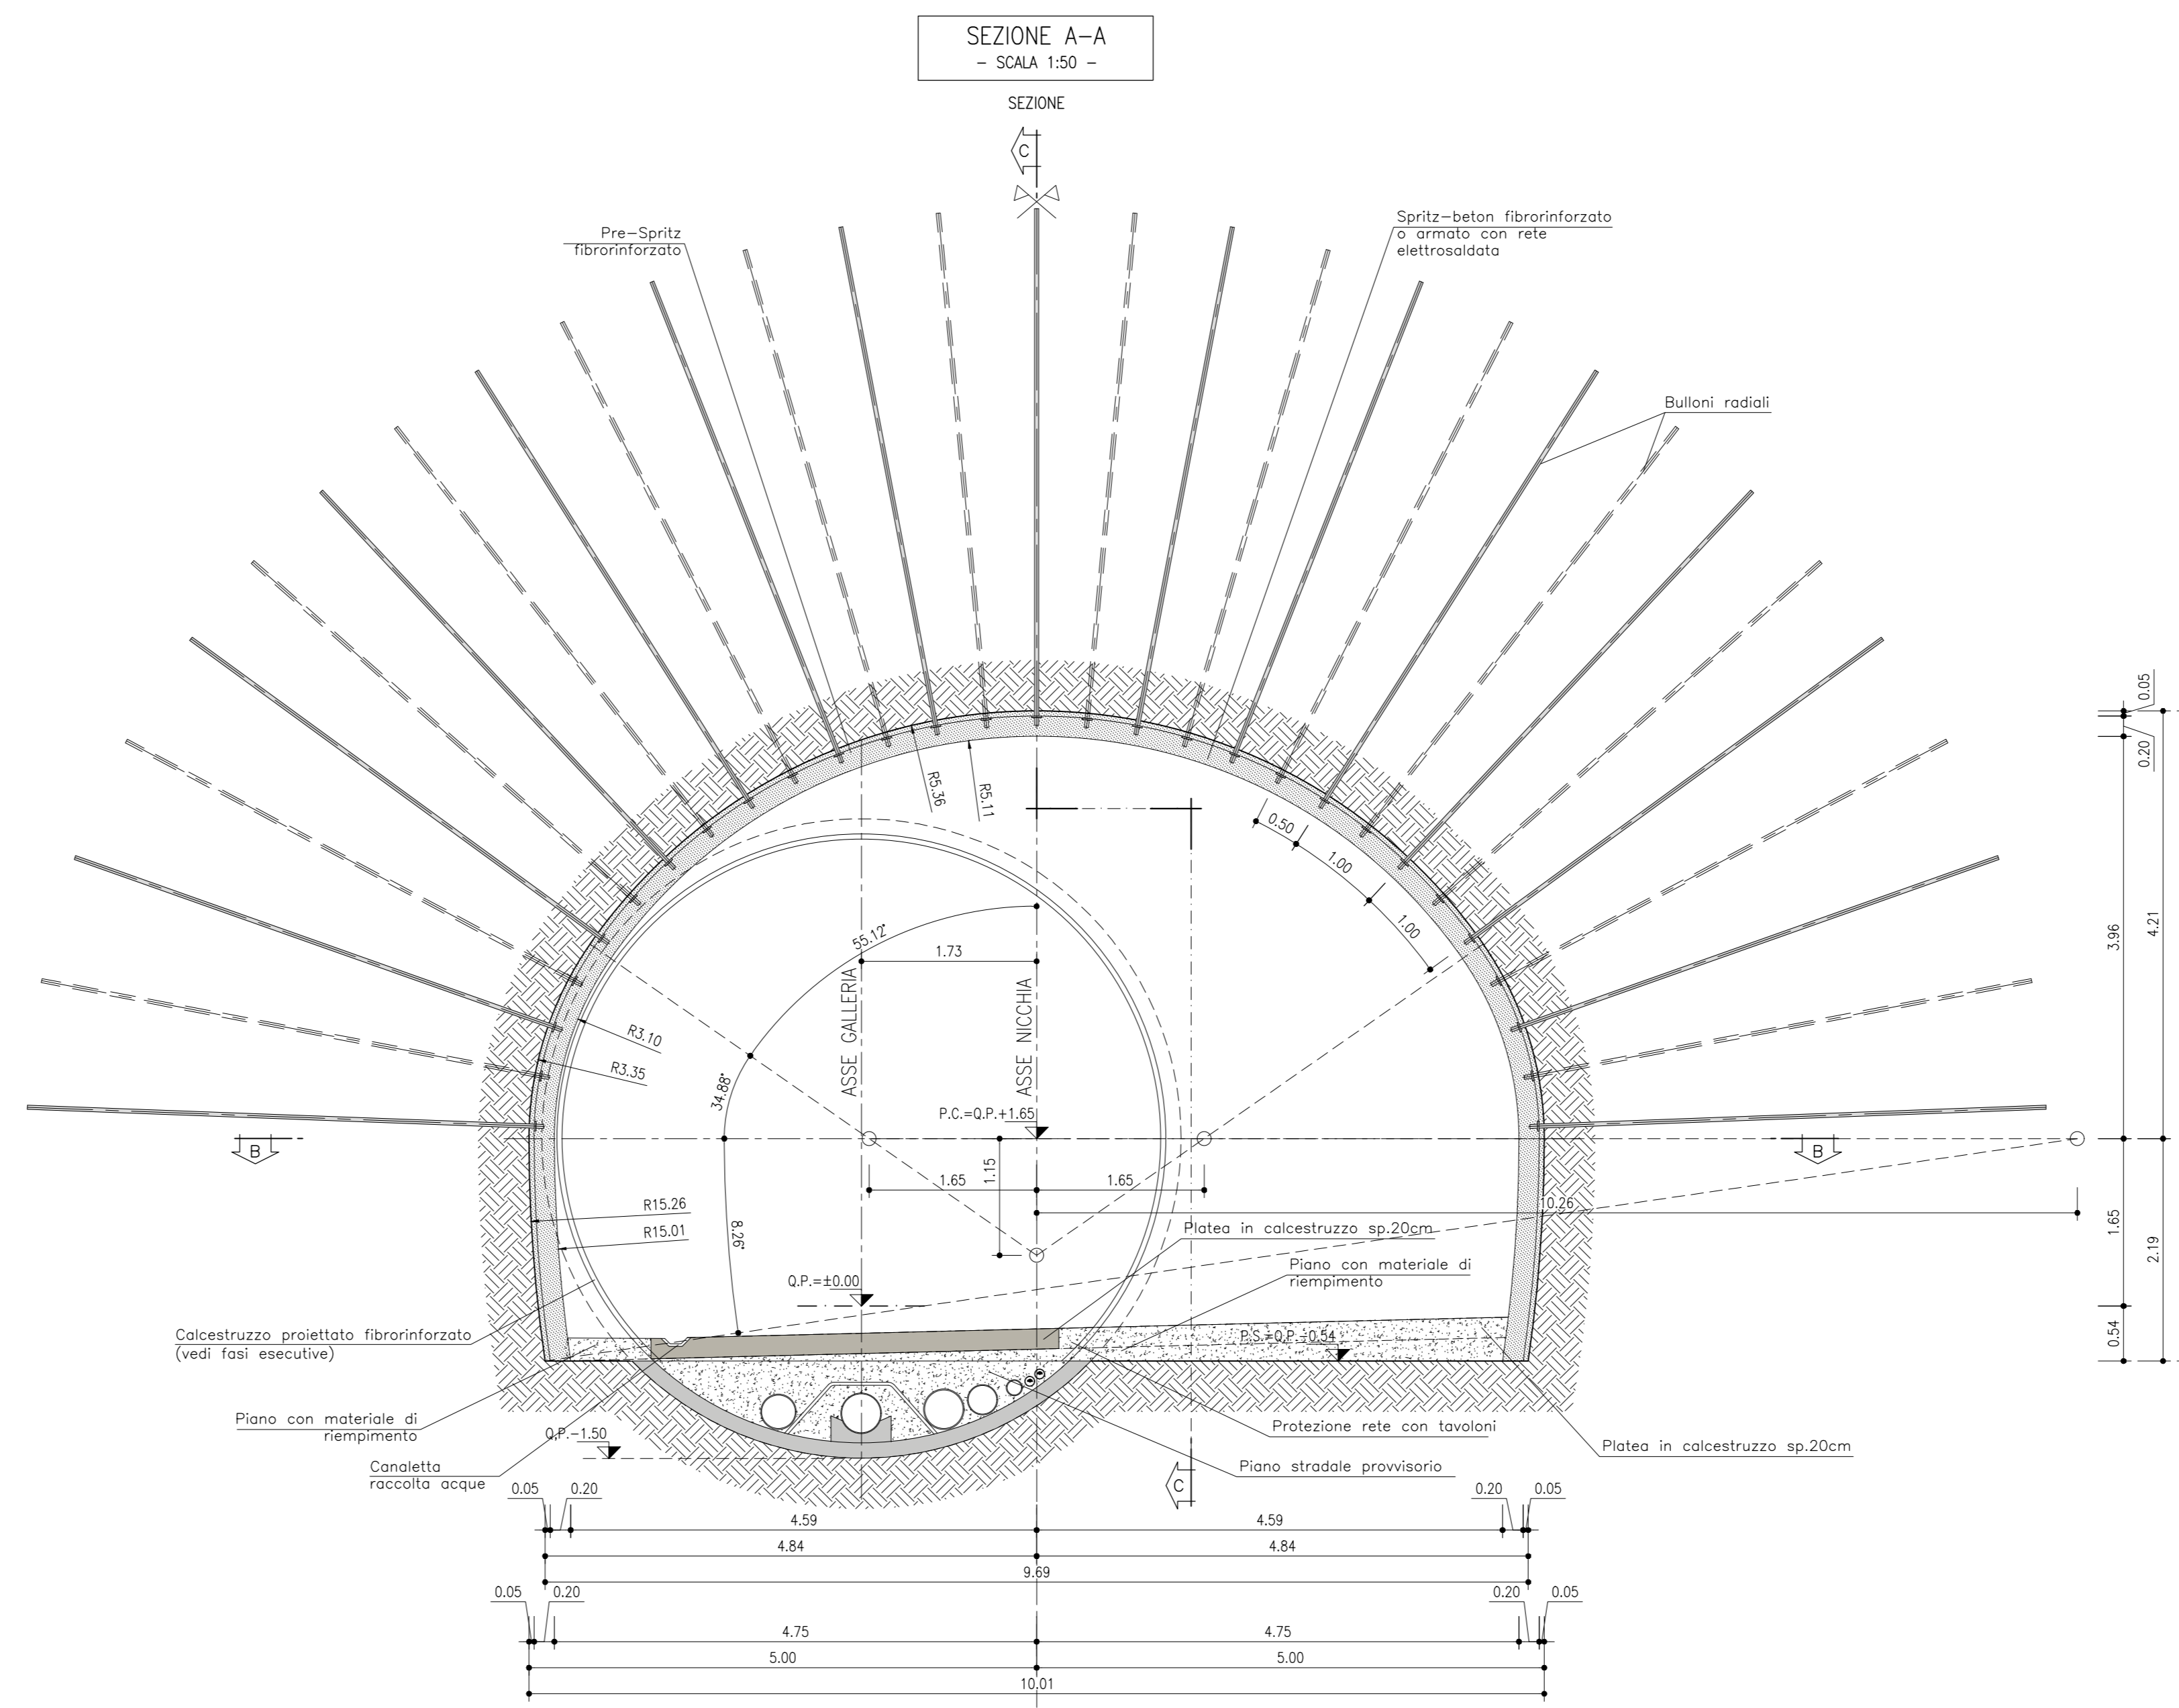 SEZIONE A-A
- SCALA 1:50 -
SEZIONE
C
Pre-Spritz
fibrorinforzato
Spritz-beton fibrorinforzato
o armato con rete
elettrosaldata
Bulloni radiali
0.05
0.20
R5.36
R5.11
0.50
1.00
1.00
3.96
4.21
55.12°
1.73
ASSE GALLERIA
ASSE NICCHIA
R3.10
R3.35
34.88°
P.C.=Q.P.+1.65
B
B
1.15
1.65
1.65
10.26
R15.26
R15.01
8.26°
Platea in calcestruzzo sp.20cm
Piano con materiale di
riempimento
Q.P.=±0.00
1.65
2.19
0.54
Calcestruzzo proiettato fibrorinforzato
(vedi fasi esecutive)
P.S.=Q.P.-0.54
Piano con materiale di
riempimento
Q.P.-1.50
Protezione rete con tavoloni
Platea in calcestruzzo sp.20cm
Canaletta
raccolta acque
Piano stradale provvisorio
C
0.05
0.20
0.20
0.05
4.59
4.59
4.84
4.84
9.69
0.05
0.20
0.20
0.05
4.75
4.75
5.00
5.00
10.01